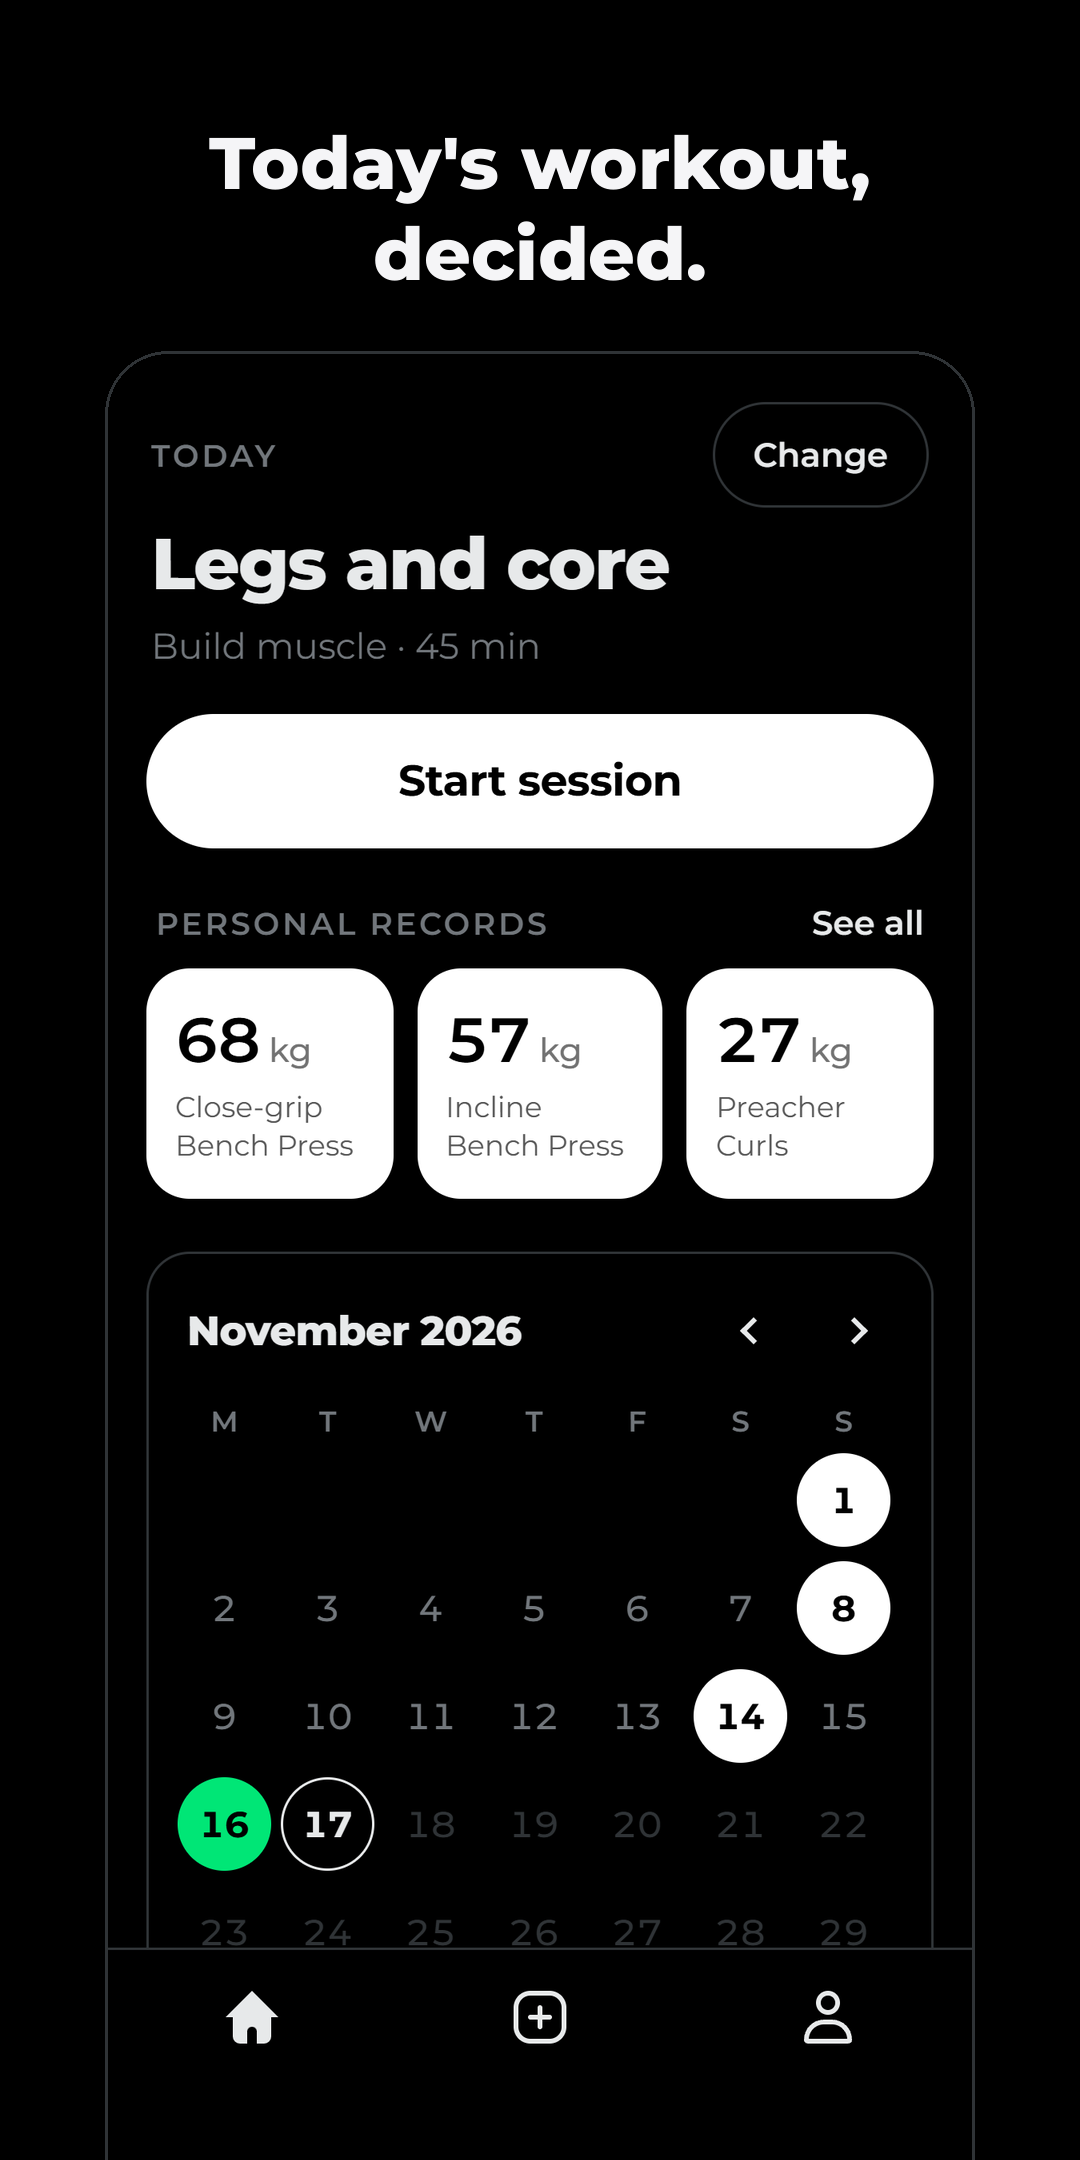 Today's workout,
decided.
TODAY
Change
Legs and core
Build muscle · 45 min
Start session
PERSONAL RECORDS
See all
68 kg
Close-grip
Bench Press
57 kg
Incline
Bench Press
27 kg
Preacher
Curls
November 2026
M T W T F S S
1
2 3 4 5 6 7 8
9 10 11 12 13 14 15
16 17 18 19 20 21 22
23 24 25 26 27 28 29